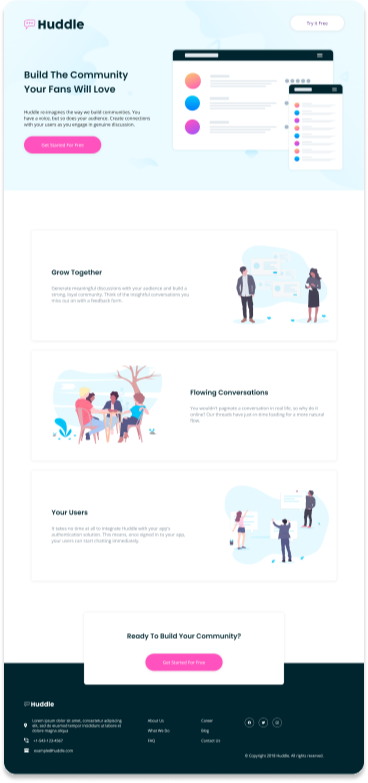 Huddle
Try It Free
Build The Community
Your Fans Will Love
Huddle re-imagines the way we build communities. You
have a voice, but so does your audience. Create connections
with your users as you engage in genuine discussion.
Get Started For Free
Grow Together
Generate meaningful discussions with your audience and build a
strong, loyal community. Think of the insightful conversations you
miss out on with a feedback form.
Flowing Conversations
You wouldn't paginate a conversation in real life, so why do it
online? Our threads have just-in-time loading for a more natural
flow.
Your Users
It takes no time at all to integrate Huddle with your app's
authentication solution. This means, once signed in to your app,
your users can start chatting immediately.
Ready To Build Your Community?
Get Started For Free
Huddle
Lorem ipsum dolor sit amet, consectetur adipiscing
elit, sed do eiusmod tempor incididunt ut labore et
dolore magna aliqua
+1-543-123-4567
example@huddle.com
About Us
What We Do
FAQ
Career
Blog
Contact Us
© Copyright 2018 Huddle. All rights reserved.